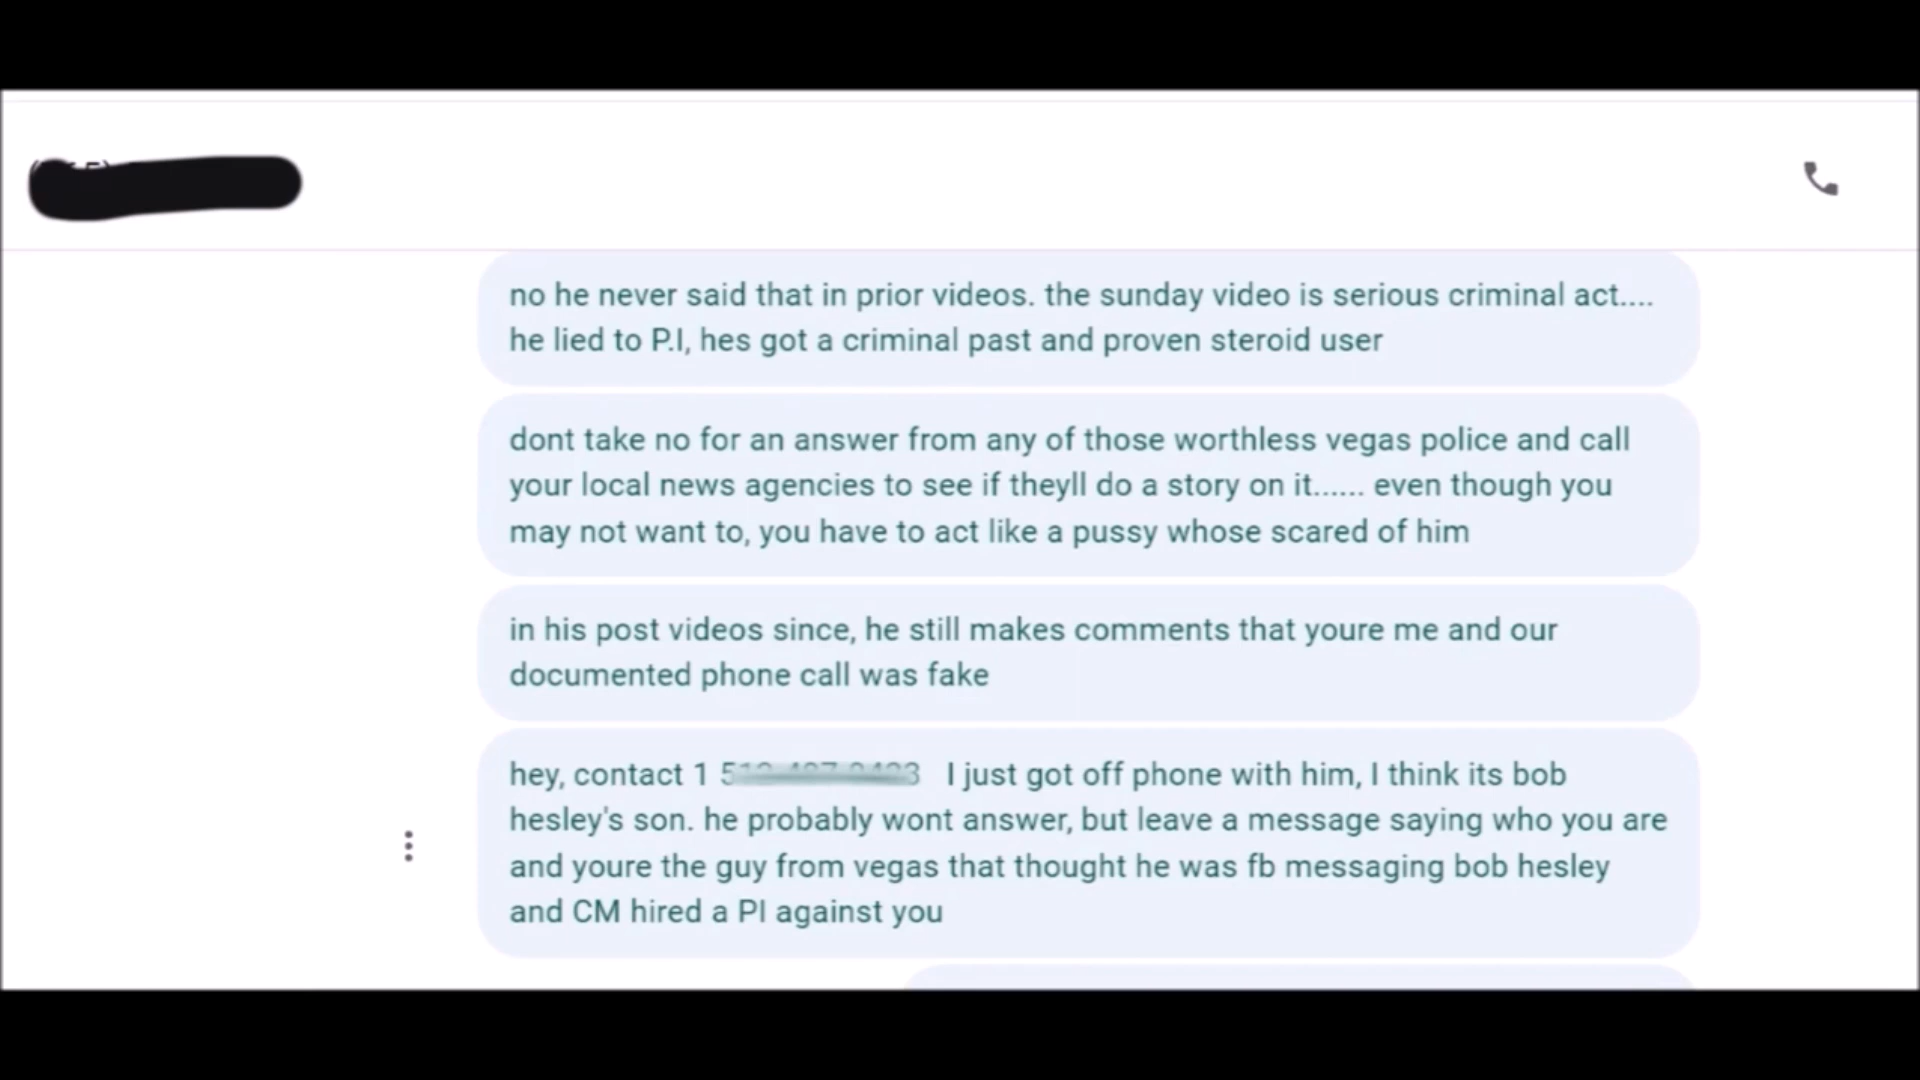 no he never said that in prior videos. the sunday video is serious criminal act....
he lied to P.I, hes got a criminal past and proven steroid user
dont take no for an answer from any of those worthless vegas police and call
your local news agencies to see if theyll do a story on it...... even though you
may not want to, you have to act like a pussy whose scared of him
in his post videos since, he still makes comments that youre me and our
documented phone call was fake
hey, contact 1 I just got off phone with him, I think its bob
hesley's son. he probably wont answer, but leave a message saying who you are
and youre the guy from vegas that thought he was fb messaging bob hesley
and CM hired a PI against you